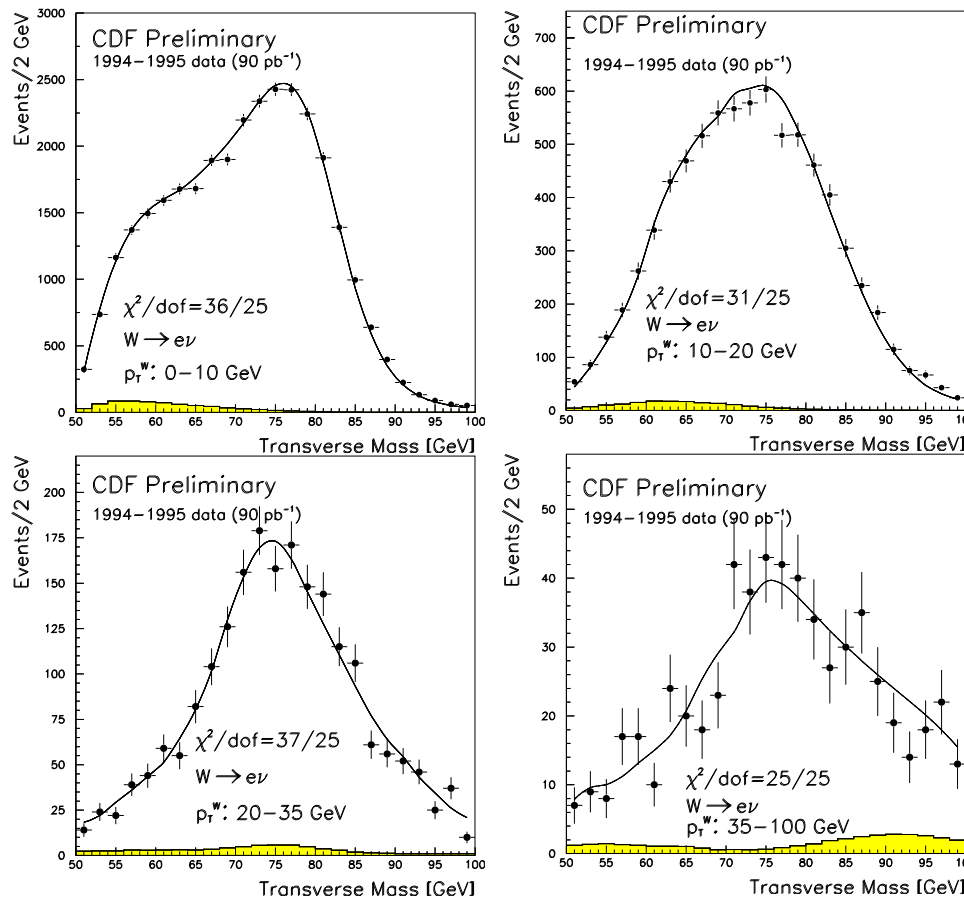 CDF Preliminary
1994–1995 data (90 pb⁻¹)
Events/2 GeV
3000
2500
2000
1500
1000
500
0
χ²/dof=36/25
W→eν
pTᵂ: 0–10 GeV
50 55 60 65 70 75 80 85 90 95 100
Transverse Mass [GeV]
CDF Preliminary
1994–1995 data (90 pb⁻¹)
Events/2 GeV
700
600
500
400
300
200
100
0
χ²/dof=31/25
W→eν
pTᵂ: 10–20 GeV
50 55 60 65 70 75 80 85 90 95 100
Transverse Mass [GeV]
CDF Preliminary
1994–1995 data (90 pb⁻¹)
Events/2 GeV
200
175
150
125
100
75
50
25
0
χ²/dof=37/25
W→eν
pTᵂ: 20–35 GeV
50 55 60 65 70 75 80 85 90 95 100
Transverse Mass [GeV]
CDF Preliminary
1994–1995 data (90 pb⁻¹)
Events/2 GeV
50
40
30
20
10
0
χ²/dof=25/25
W→eν
pTᵂ: 35–100 GeV
50 55 60 65 70 75 80 85 90 95 100
Transverse Mass [GeV]